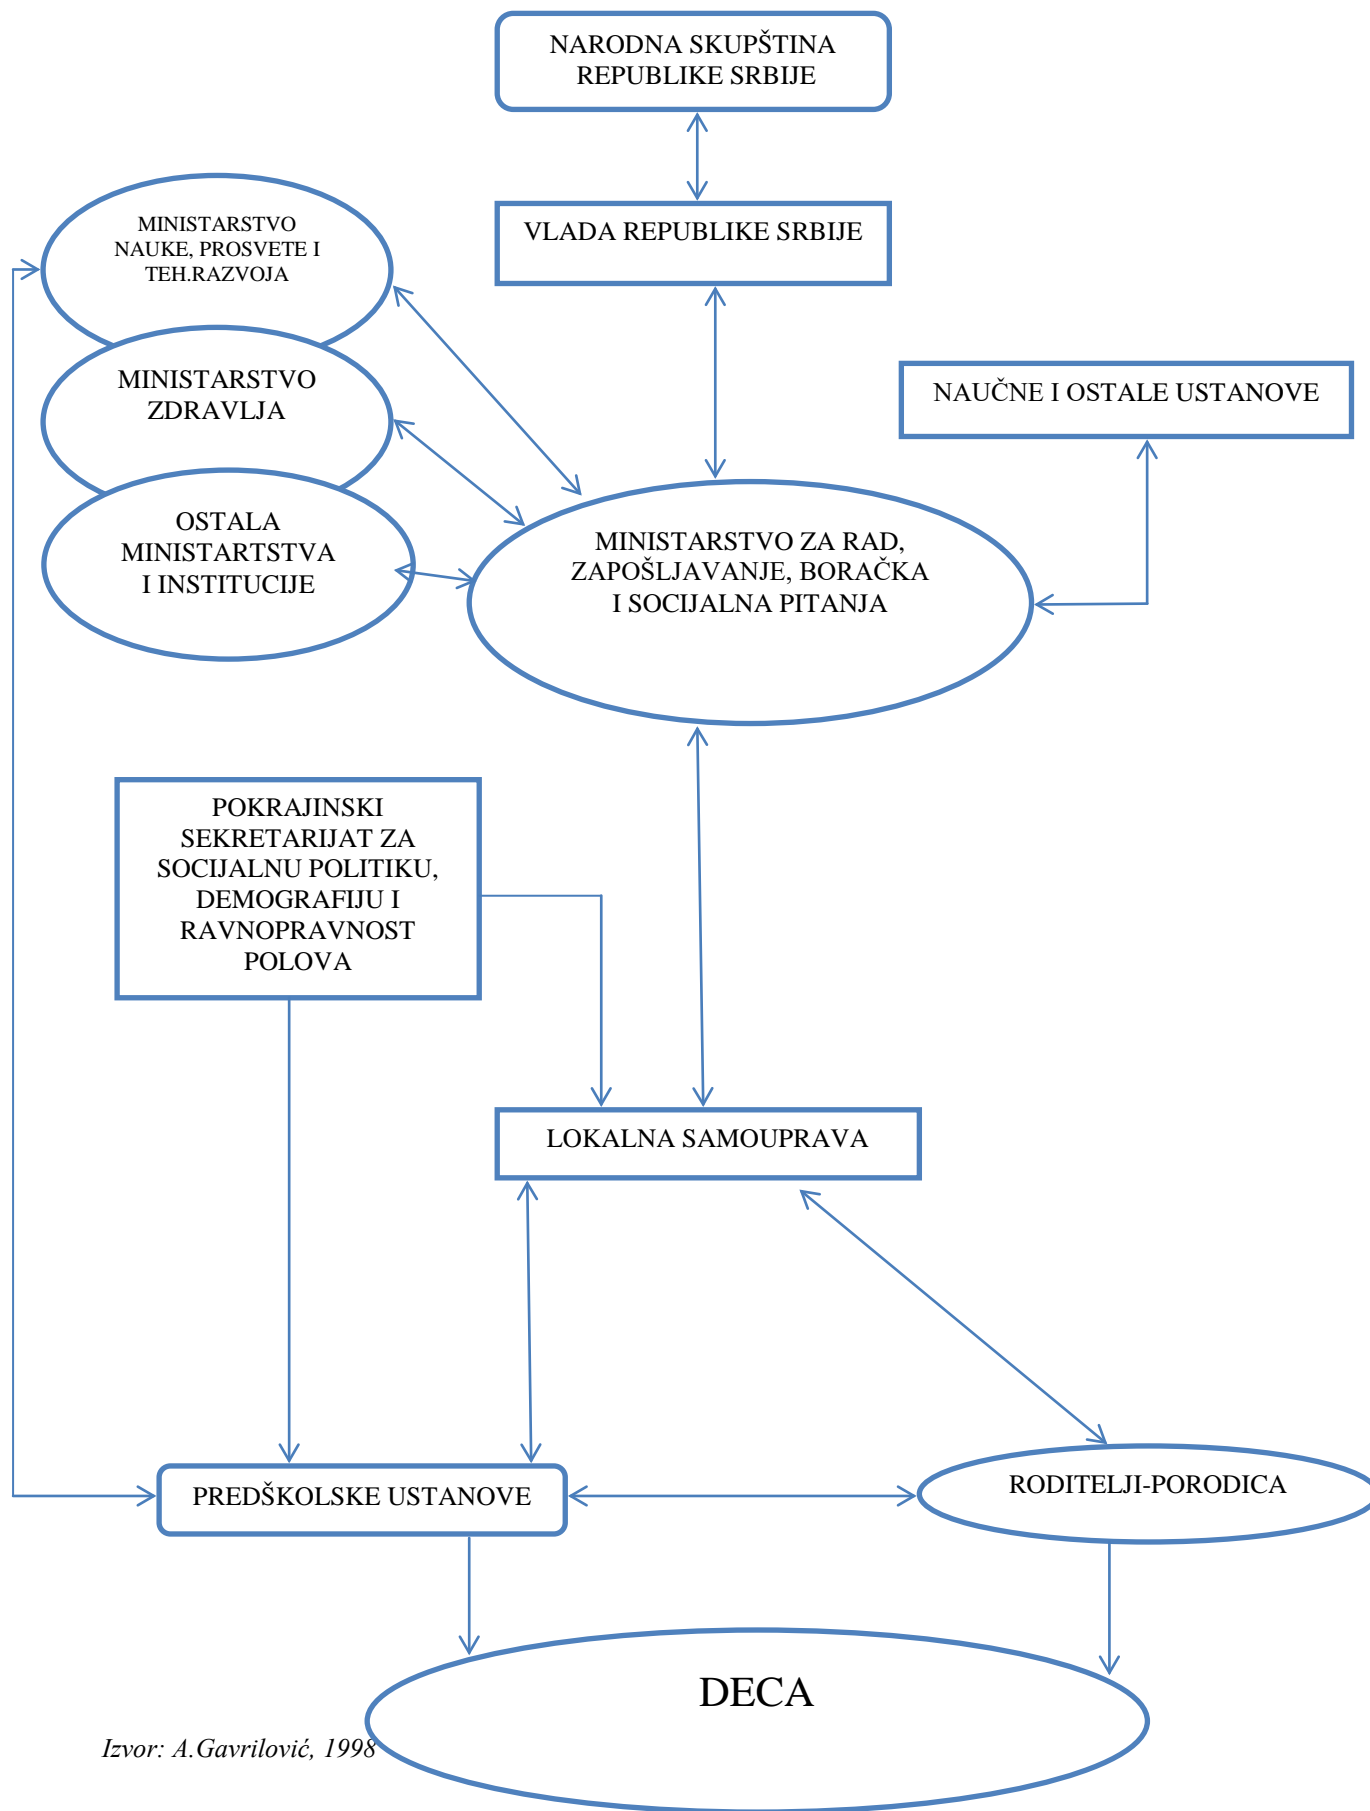 NARODNA SKUPŠTINA
REPUBLIKE SRBIJE
MINISTARSTVO
NAUKE, PROSVETE I
TEH.RAZVOJA
VLADA REPUBLIKE SRBIJE
MINISTARSTVO
ZDRAVLJA
NAUČNE I OSTALE USTANOVE
OSTALA
MINISTARTSTVA
I INSTITUCIJE
MINISTARSTVO ZA RAD,
ZAPOŠLJAVANJE, BORAČKA
I SOCIJALNA PITANJA
POKRAJINSKI
SEKRETARIJAT ZA
SOCIJALNU POLITIKU,
DEMOGRAFIJU I
RAVNOPRAVNOST
POLOVA
LOKALNA SAMOUPRAVA
PREDŠKOLSKE USTANOVE
RODITELJI-PORODICA
DECA
Izvor: A.Gavrilović, 1998